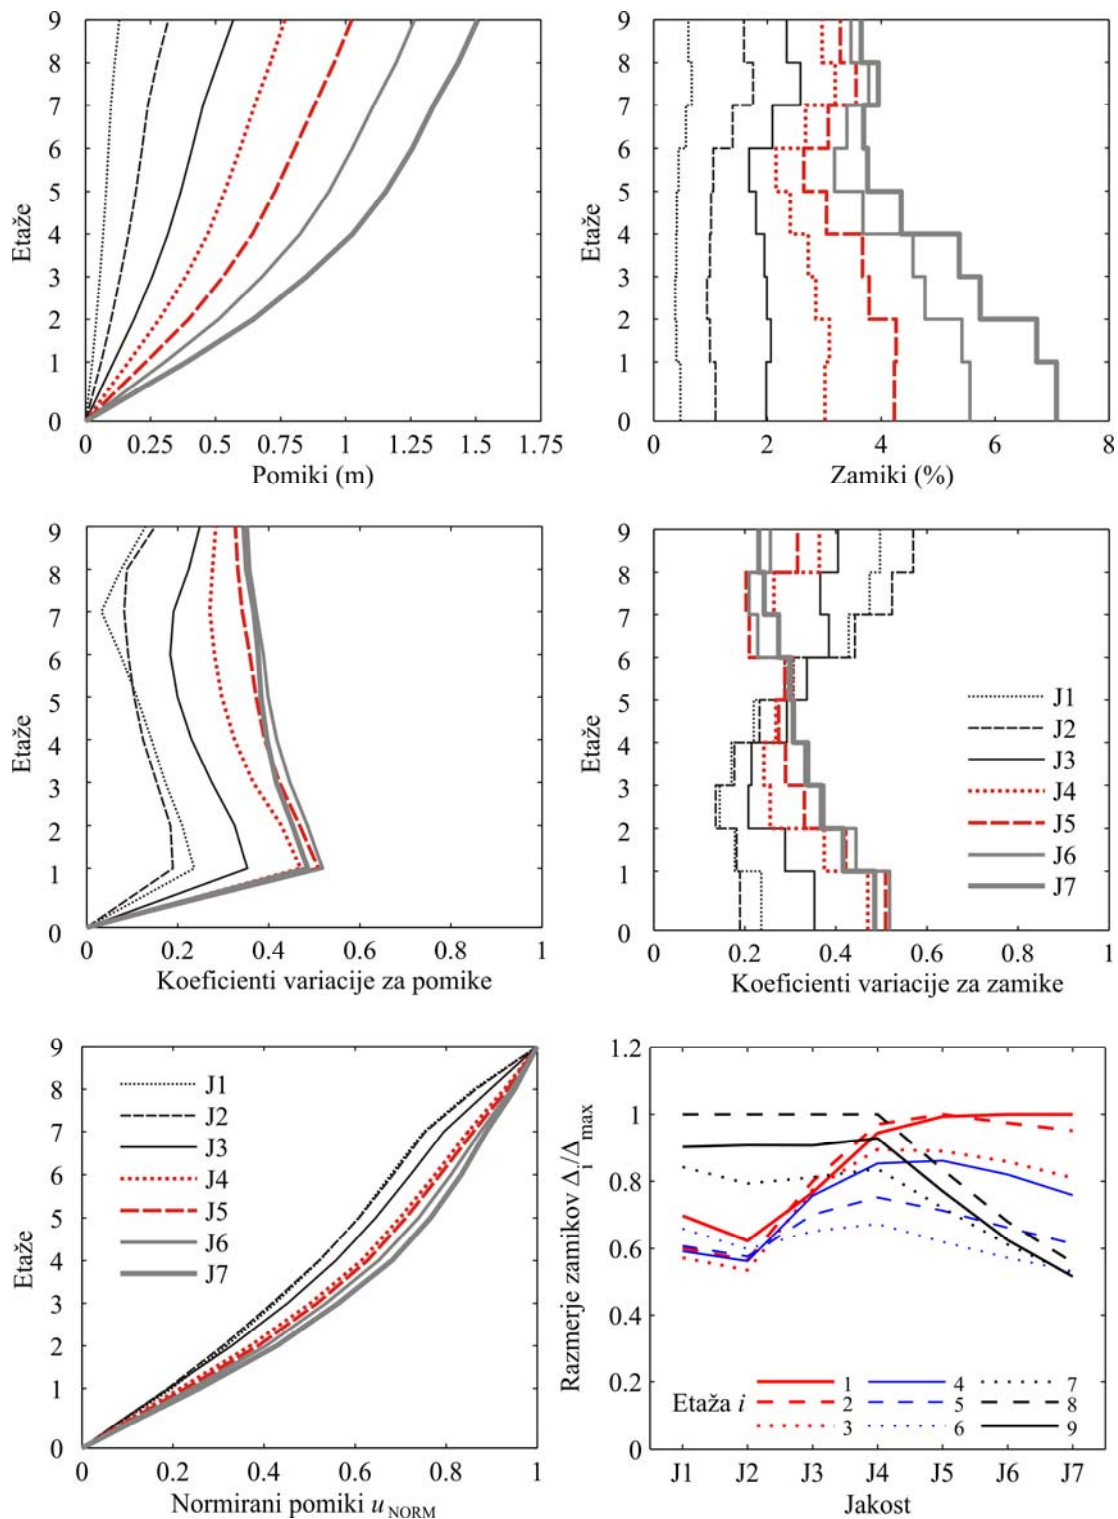 9
8
7
6
5
4
3
2
1
0
Etaže
0 0.25 0.5 0.75 1 1.25 1.5 1.75
Pomiki (m)
9
8
7
6
5
4
3
2
1
0
Etaže
0 2 4 6 8
Zamiki (%)
9
8
7
6
5
4
3
2
1
0
Etaže
0 0.2 0.4 0.6 0.8 1
Koeficienti variacije za pomike
9
8
7
6
5
4
3
2
1
0
Etaže
J1
J2
J3
J4
J5
J6
J7
0 0.2 0.4 0.6 0.8 1
Koeficienti variacije za zamike
9
8
7
6
5
4
3
2
1
0
Etaže
J1
J2
J3
J4
J5
J6
J7
0 0.2 0.4 0.6 0.8 1
Normirani pomiki uNORM
1.2
1
0.8
0.6
0.4
0.2
0
Razmerje zamikov Δi/Δmax
Etaža i
1 4 7
2 5 8
3 6 9
J1 J2 J3 J4 J5 J6 J7
Jakost